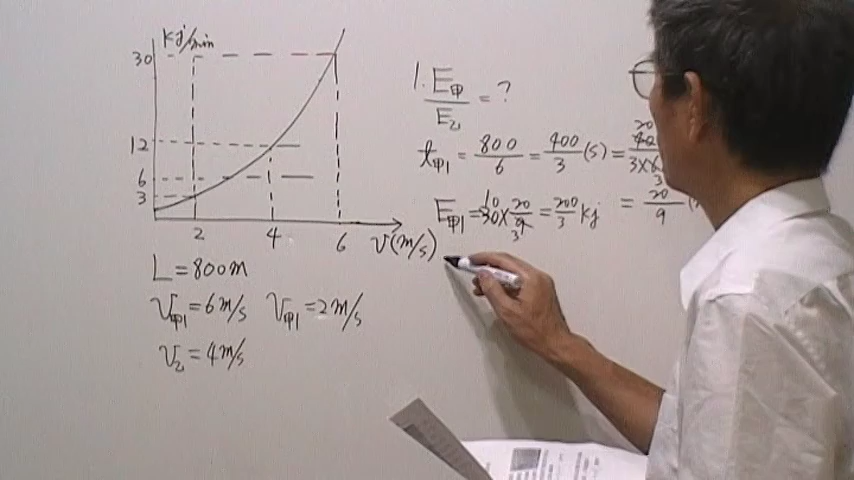 kj/min
30
12
6
3
2 4 6 v(m/s)
L = 800m
v甲1 = 6m/s v甲1 = 2m/s
v乙 = 4m/s
1. E甲/E乙 = ?
t甲1 = 800/6 = 400/3 (s) =
E甲1 = 30 × 20/9 = 200/3 kj = 20/9